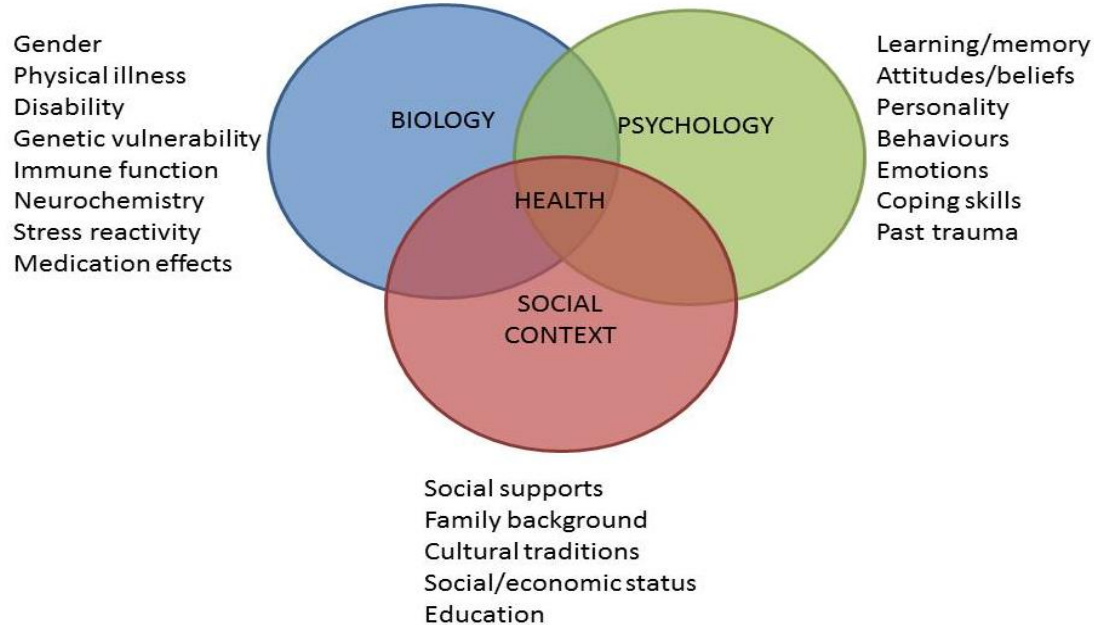 Gender
Physical illness
Disability
Genetic vulnerability
Immune function
Neurochemistry
Stress reactivity
Medication effects
BIOLOGY
PSYCHOLOGY
HEALTH
SOCIAL
CONTEXT
Learning/memory
Attitudes/beliefs
Personality
Behaviours
Emotions
Coping skills
Past trauma
Social supports
Family background
Cultural traditions
Social/economic status
Education